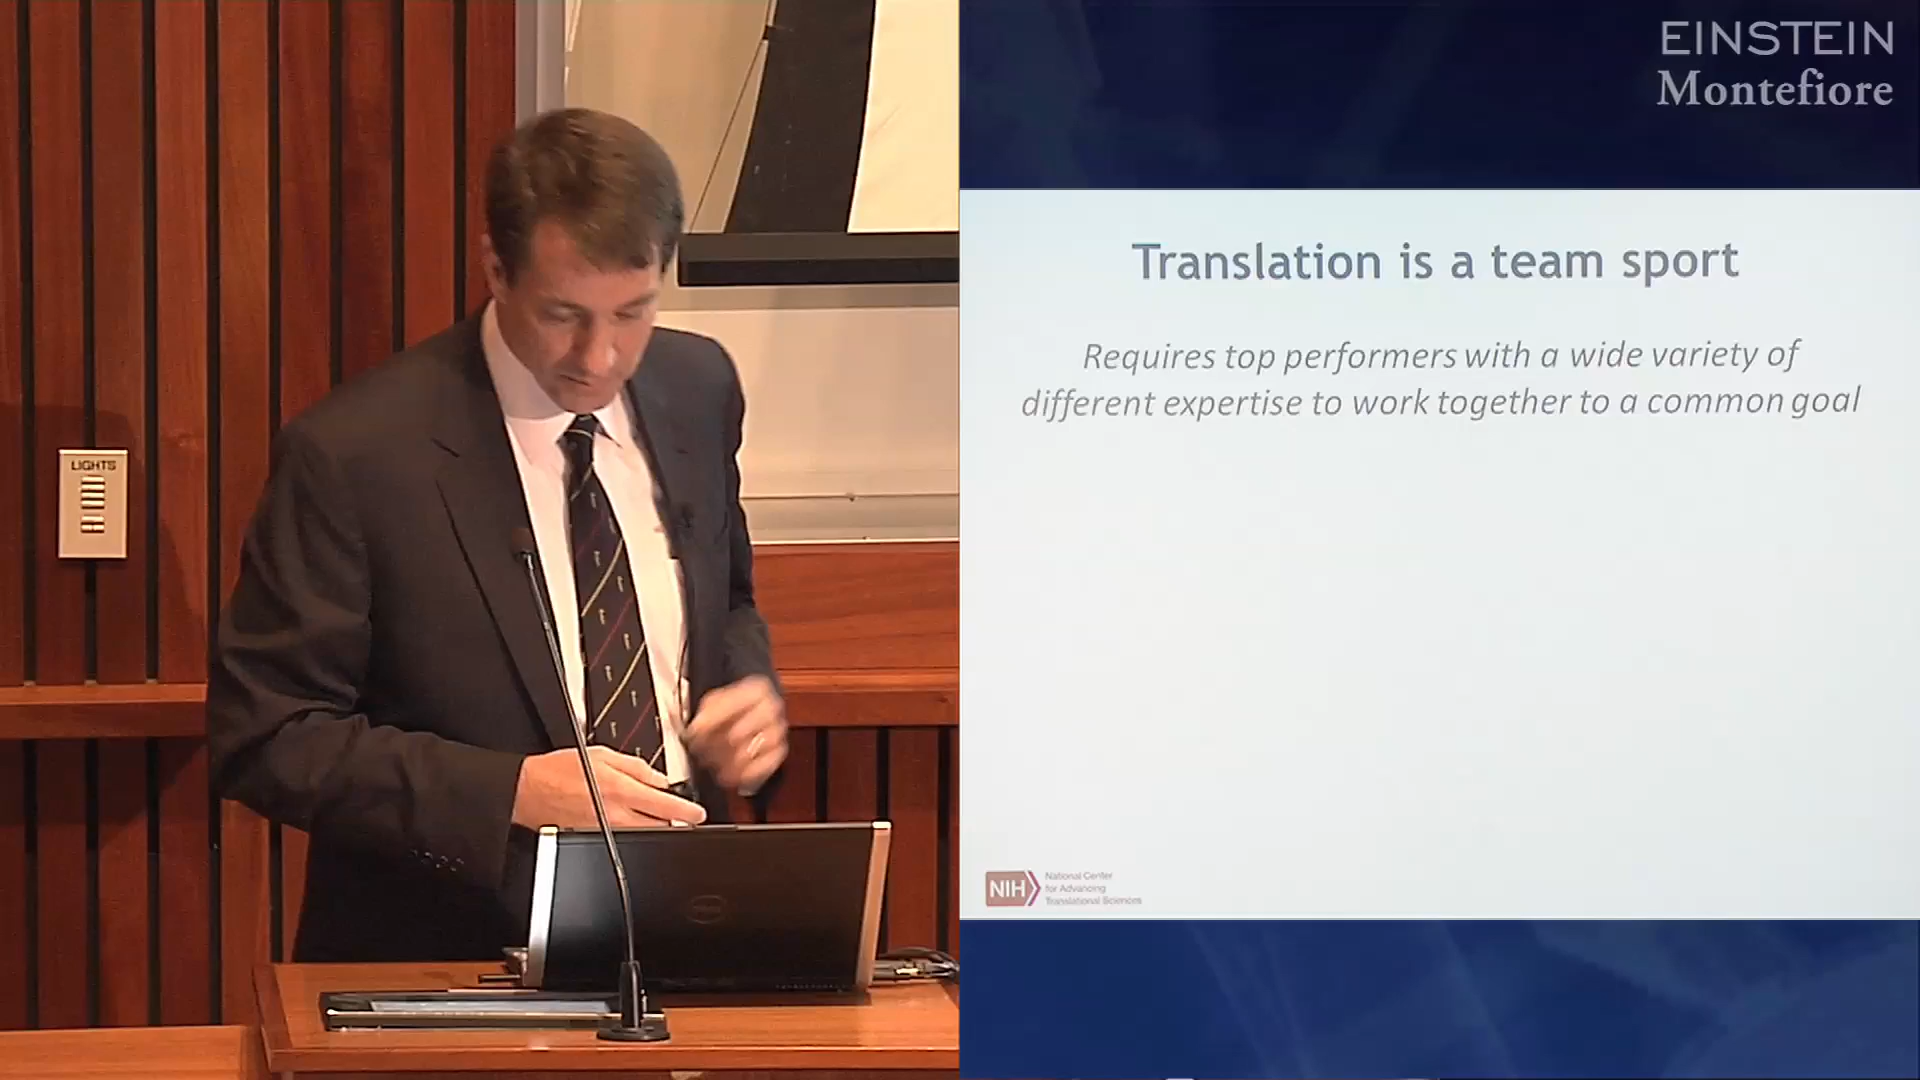 LIGHTS
EINSTEIN
Montefiore
Translation is a team sport
Requires top performers with a wide variety of
different expertise to work together to a common goal
NIH
National Center
for Advancing
Translational Sciences